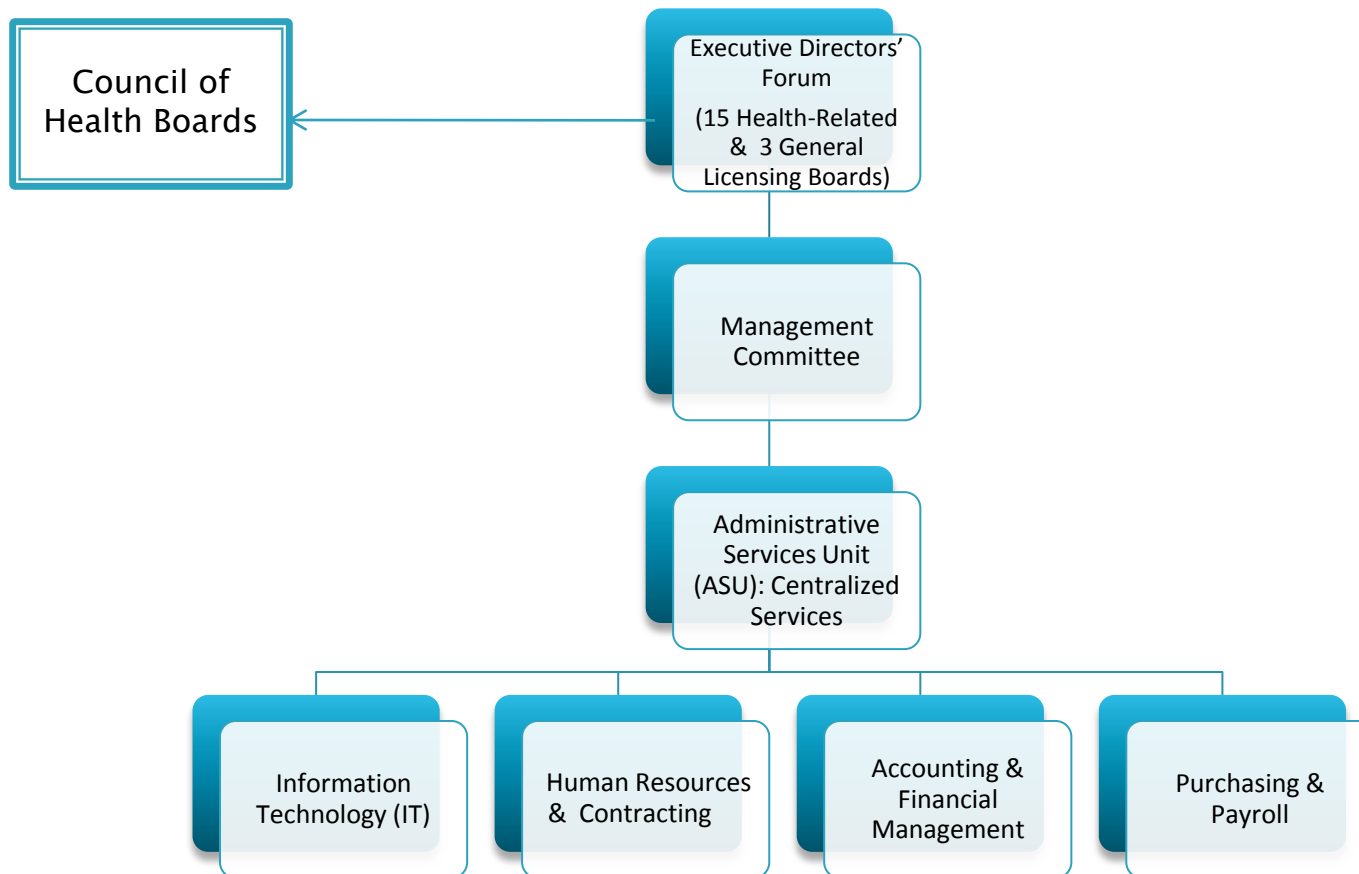 Council of
Health Boards
Executive Directors’
Forum
(15 Health-Related
& 3 General
Licensing Boards)
Management
Committee
Administrative
Services Unit
(ASU): Centralized
Services
Information
Technology (IT)
Human Resources
& Contracting
Accounting &
Financial
Management
Purchasing &
Payroll